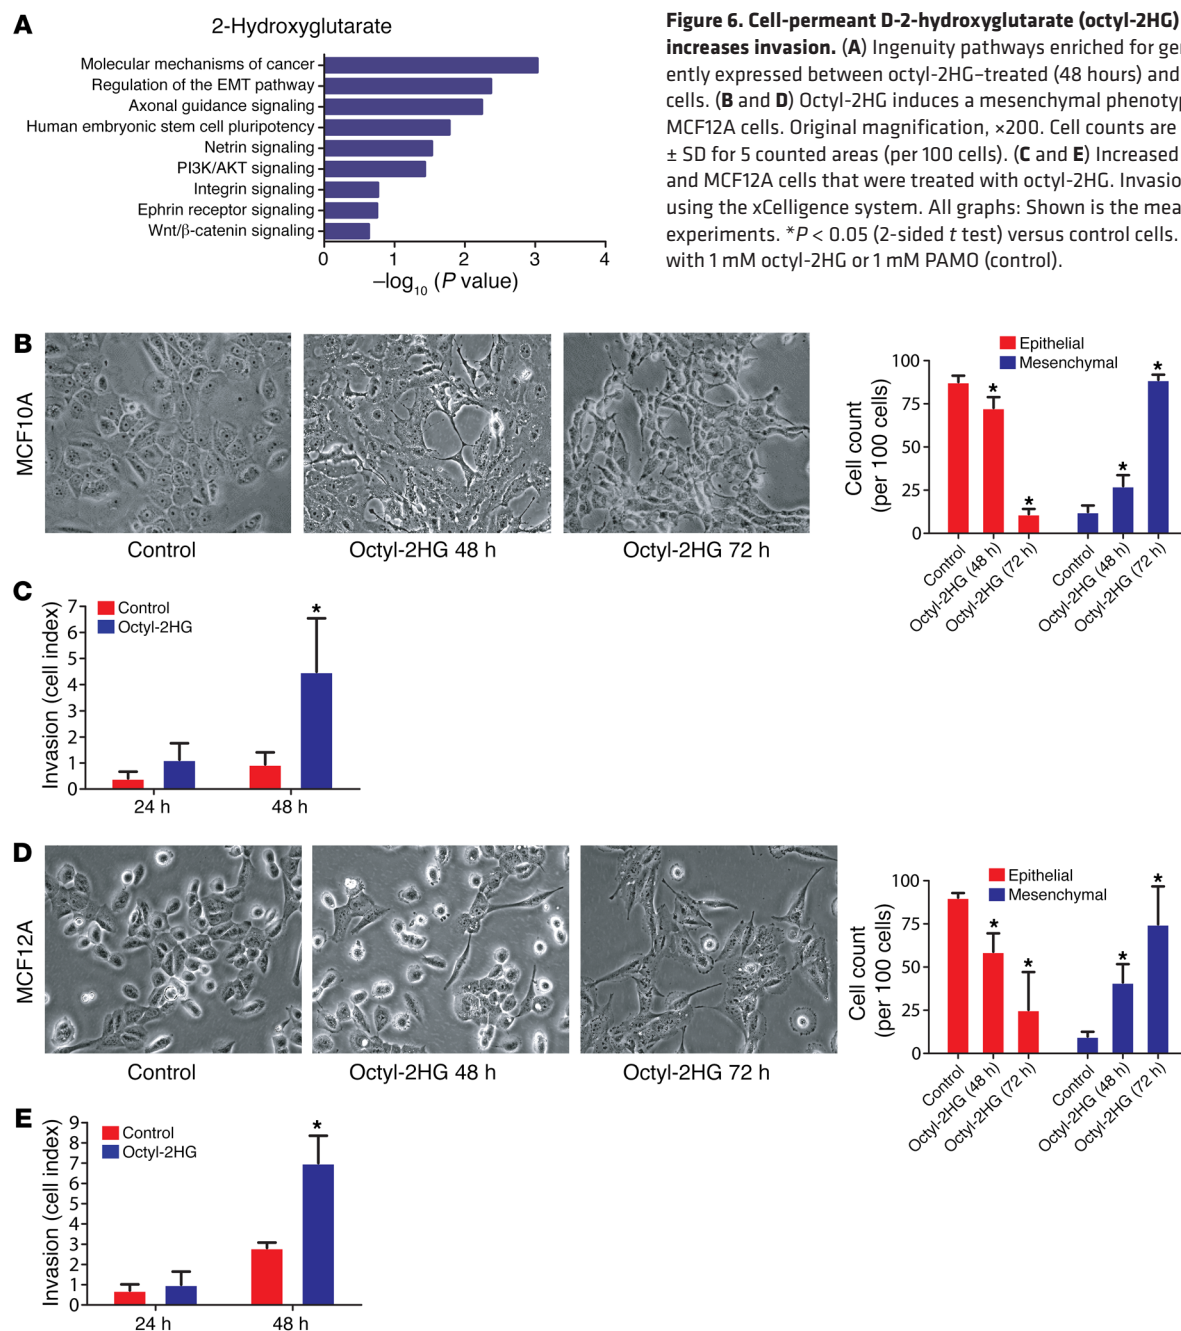 A
2-Hydroxyglutarate
Molecular mechanisms of cancer
Regulation of the EMT pathway
Axonal guidance signaling
Human embryonic stem cell pluripotency
Netrin signaling
PI3K/AKT signaling
Integrin signaling
Ephrin receptor signaling
Wnt/β-catenin signaling
0 1 2 3 4
–log10 (P value)
Figure 6. Cell-permeant D-2-hydroxyglutarate (octyl-2HG)
increases invasion. (A) Ingenuity pathways enriched for
ently expressed between octyl-2HG–treated (48 hours) and
cells. (B and D) Octyl-2HG induces a mesenchymal
MCF12A cells. Original magnification, ×200. Cell counts are
± SD for 5 counted areas (per 100 cells). (C and E) Increased
and MCF12A cells that were treated with octyl-2HG.
using the xCelligence system. All graphs: Shown is the
experiments. *P < 0.05 (2-sided t test) versus control cells.
with 1 mM octyl-2HG or 1 mM PAMO (control).
B
MCF10A
Control
Octyl-2HG 48 h
Octyl-2HG 72 h
Epithelial
Mesenchymal
Cell count
(per 100 cells)
100
75
50
25
0
* * * *
Control
Octyl-2HG (48 h)
Octyl-2HG (72 h)
Control
Octyl-2HG (48 h)
Octyl-2HG (72 h)
C
Control
Octyl-2HG
Invasion (cell index)
7
6
5
4
3
2
1
0
*
24 h
48 h
D
MCF12A
Control
Octyl-2HG 48 h
Octyl-2HG 72 h
Epithelial
Mesenchymal
Cell count
(per 100 cells)
100
75
50
25
0
* * * *
Control
Octyl-2HG (48 h)
Octyl-2HG (72 h)
Control
Octyl-2HG (48 h)
Octyl-2HG (72 h)
E
Control
Octyl-2HG
Invasion (cell index)
9
8
7
6
5
4
3
2
1
0
*
24 h
48 h